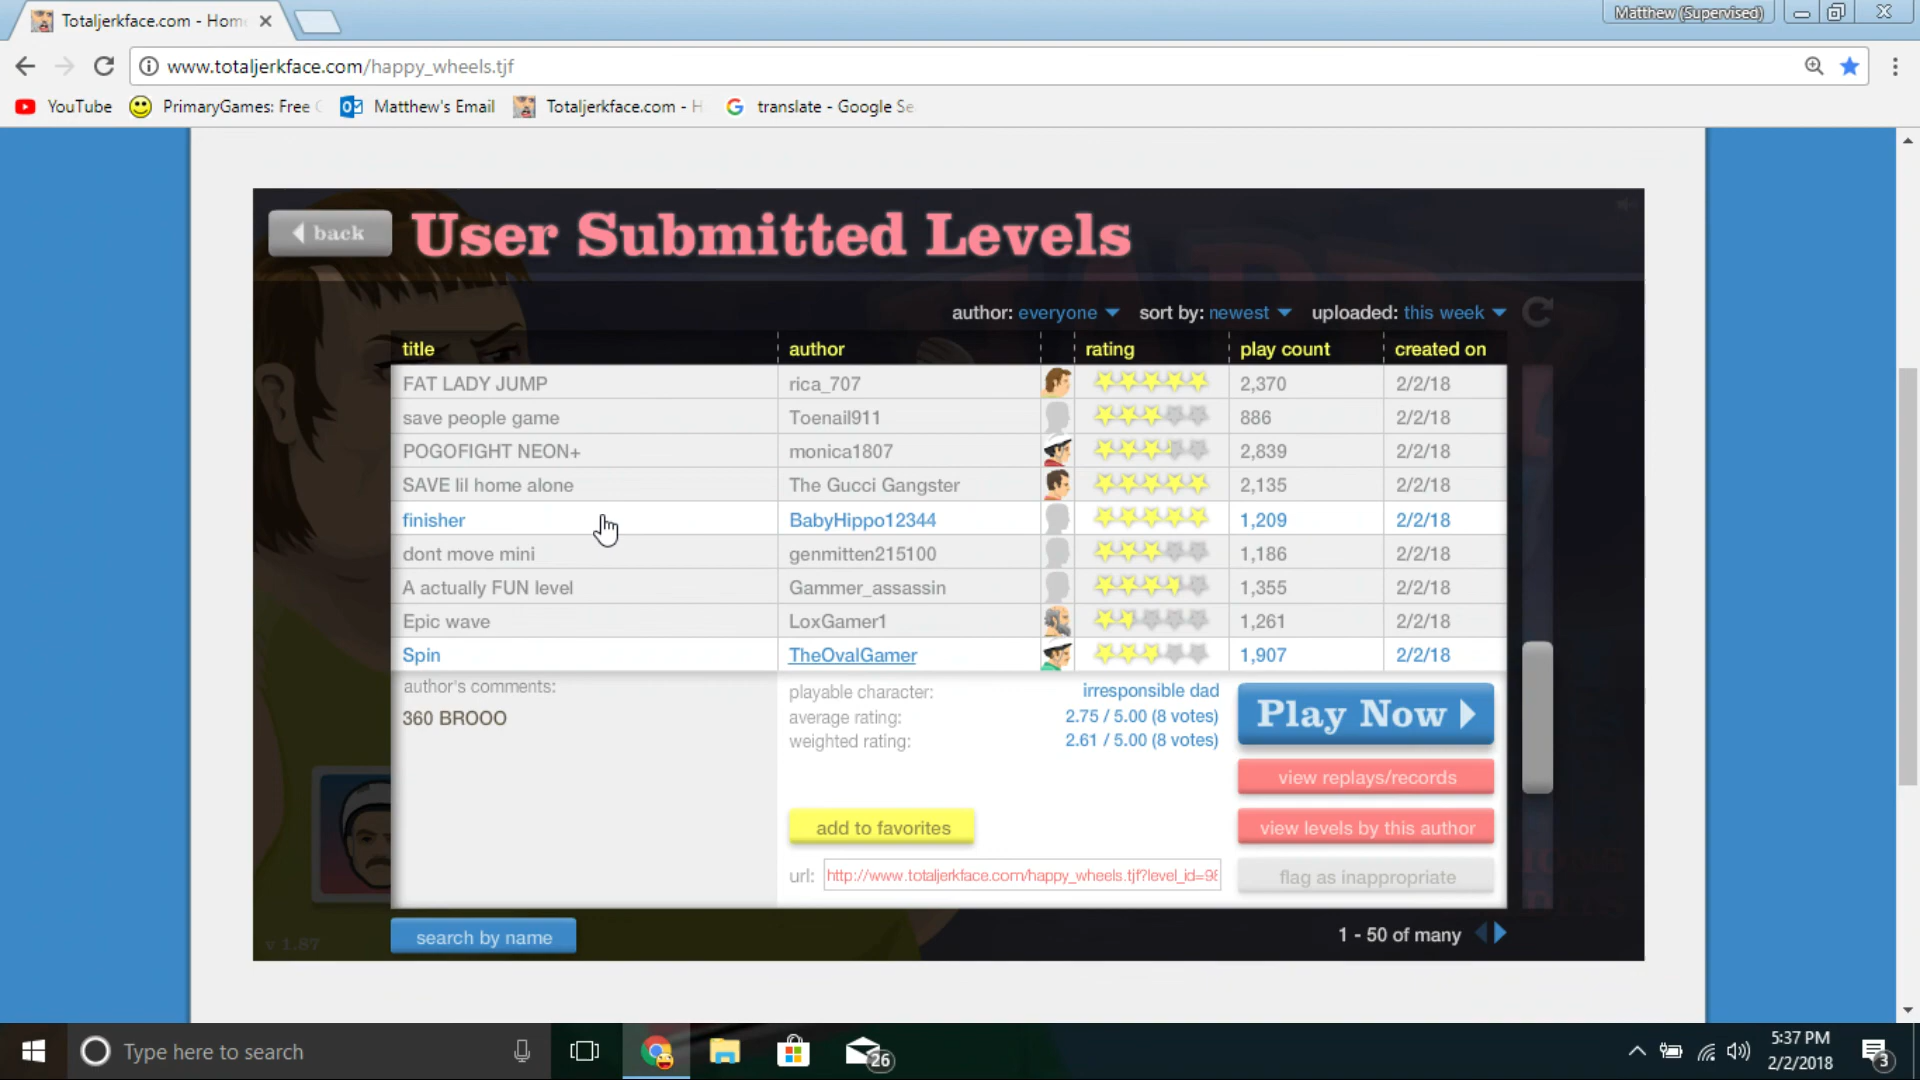 Totaljerkface.com - Hom
Matthew (Supervised)
www.totaljerkface.com/happy_wheels.tjf
YouTube PrimaryGames: Free Matthew's Email Totaljerkface.com - H translate - Google Se
back
User Submitted Levels
author: everyone sort by: newest uploaded: this week
title author rating play count created on
FAT LADY JUMP rica_707 2,370 2/2/18
save people game Toenail911 886 2/2/18
POGOFIGHT NEON+ monica1807 2,839 2/2/18
SAVE lil home alone The Gucci Gangster 2,135 2/2/18
finisher BabyHippo12344 1,209 2/2/18
dont move mini genmitten215100 1,186 2/2/18
A actually FUN level Gammer_assassin 1,355 2/2/18
Epic wave LoxGamer1 1,261 2/2/18
Spin TheOvalGamer 1,907 2/2/18
author's comments:
360 BROOO
playable character: irresponsible dad
average rating: 2.75 / 5.00 (8 votes)
weighted rating: 2.61 / 5.00 (8 votes)
Play Now
view replays/records
add to favorites
view levels by this author
url: http://www.totaljerkface.com/happy_wheels.tjf?level_id=98
flag as inappropriate
v 1.87
search by name
1 - 50 of many
Type here to search
26
5:37 PM
2/2/2018
3